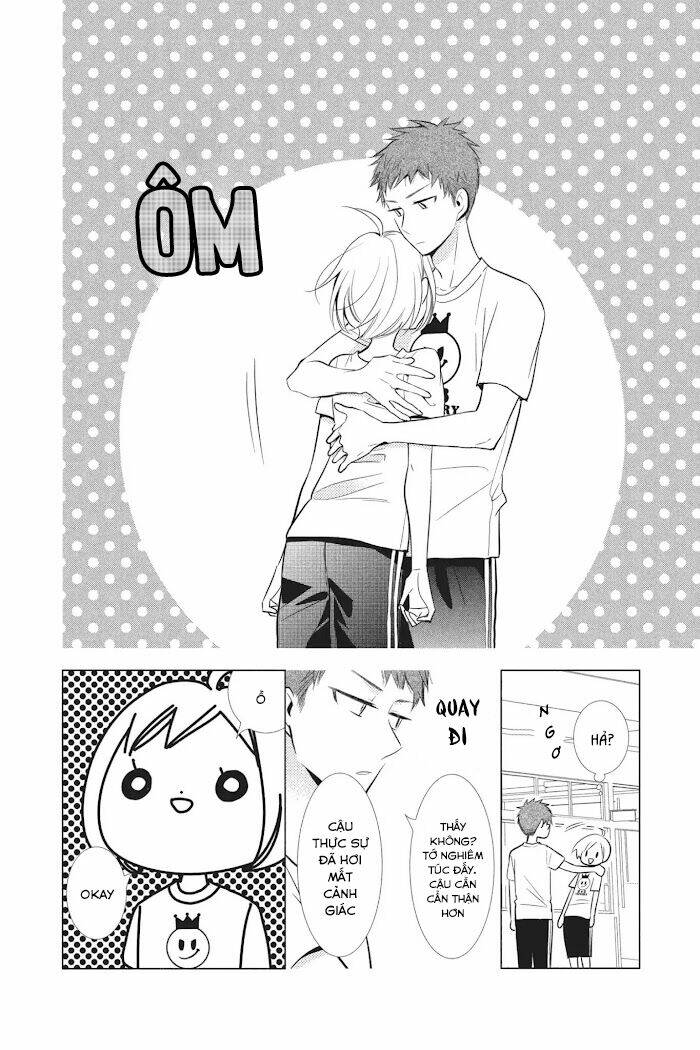 ÔM
HẢ?
NGƠ
QUAY
ĐI
THẤY
KHÔNG?
TỚ NGHIÊM
TÚC ĐẤY.
CẬU CẦN
CẨN THẬN
HƠN
CẬU
THỰC SỰ
ĐÃ HƠI
MẤT
CẢNH
GIÁC
Ồ
OKAY